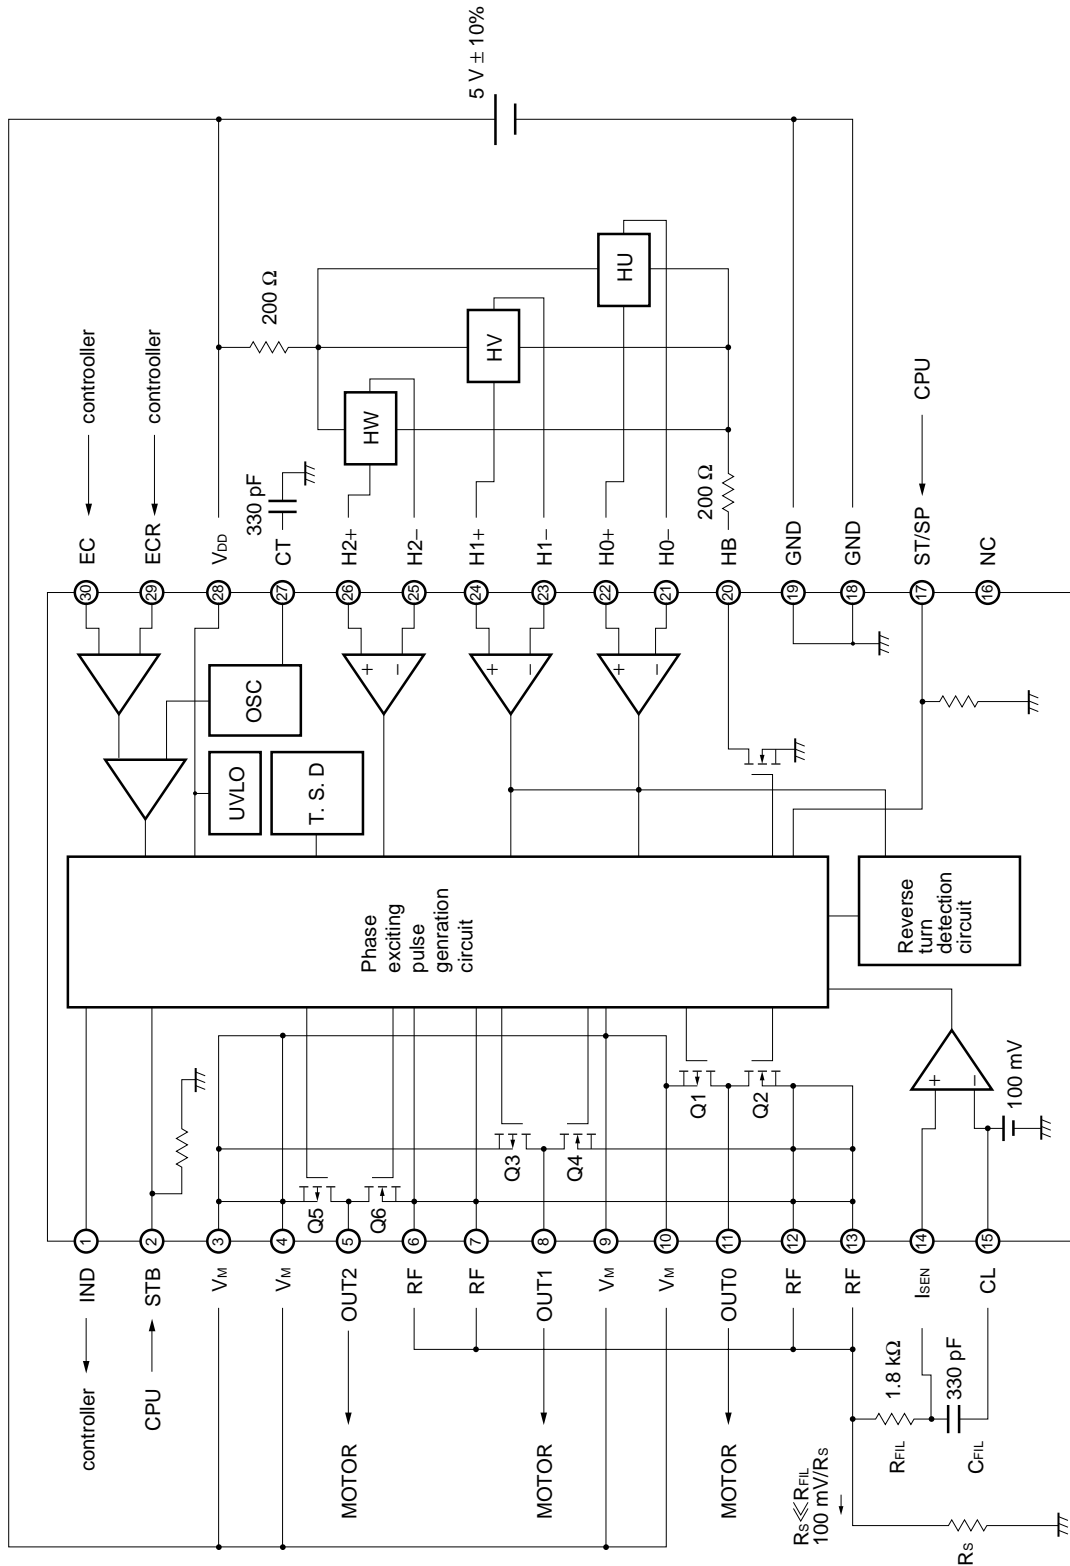 controller
IND
1
CPU
STB
2
VM
3
VM
4
MOTOR
OUT2
5
RF
6
RF
7
MOTOR
OUT1
8
VM
9
VM
10
MOTOR
OUT0
11
RF
12
RF
13
ISEN
14
CL
15
RS≪RFIL
100 mV/RS
RS
1.8 kΩ
RFIL
330 pF
CFIL
Q5
Q6
Q3
Q4
Q1
Q2
+
−
100 mV
Phase
exciting
pulse
genration
circuit
Reverse
turn
detection
circuit
UVLO
T. S. D
OSC
+
−
+
−
+
−
30
EC
controoller
29
ECR
controoller
28
VDD
27
CT
330 pF
26
H2+
25
H2−
24
H1+
23
H1−
22
H0+
21
H0−
20
HB
200 Ω
19
GND
18
GND
17
ST/SP
CPU
16
NC
HW
HV
HU
200 Ω
5 V ± 10%